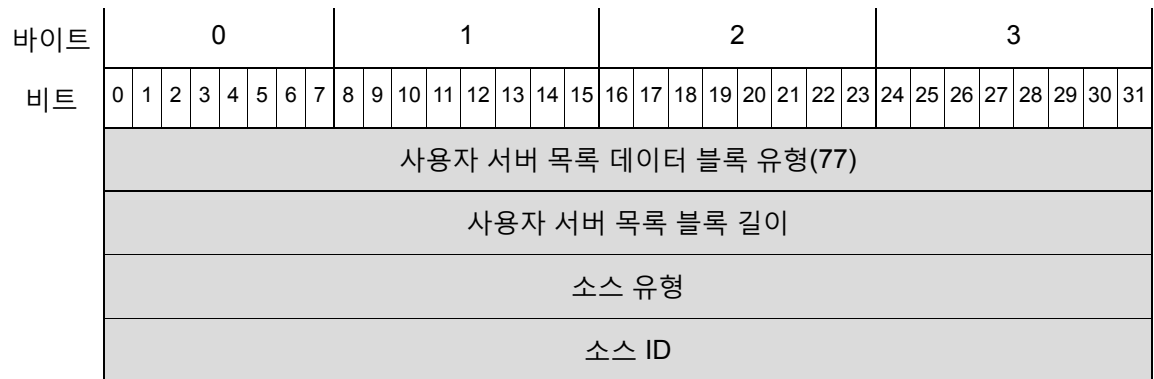 바이트 0 1 2 3
비트 0 1 2 3 4 5 6 7 8 9 10 11 12 13 14 15 16 17 18 19 20 21 22 23 24 25 26 27 28 29 30 31
사용자 서버 목록 데이터 블록 유형(77)
사용자 서버 목록 블록 길이
소스 유형
소스 ID